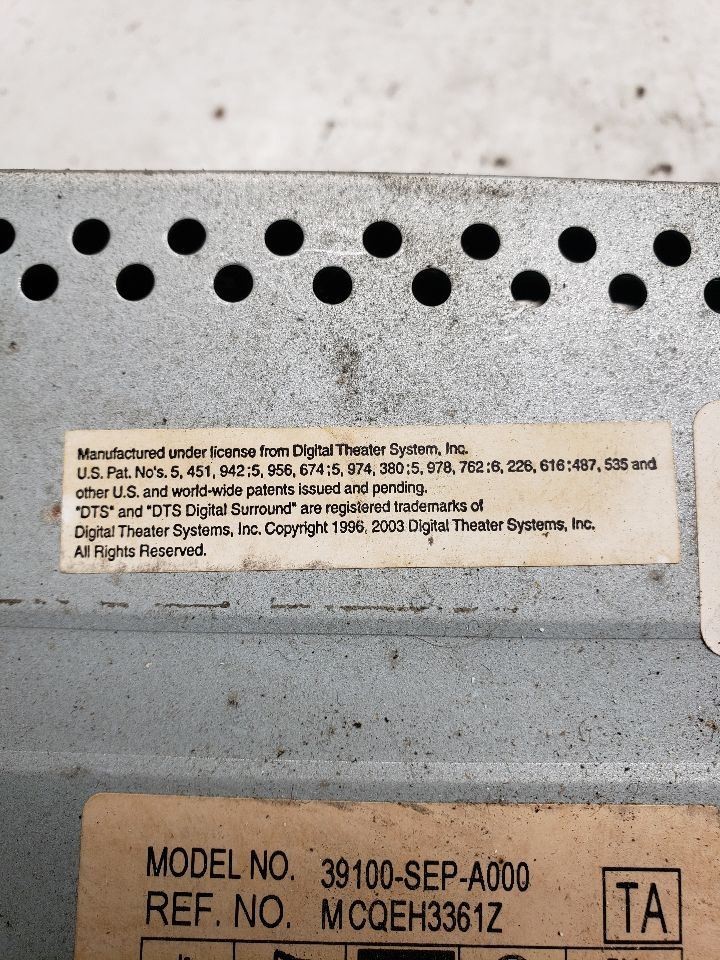 Manufactured under license from Digital Theater System, Inc.
U.S. Pat. No's. 5, 451, 942;5, 956, 674;5, 974, 380;5, 978, 762;6, 226, 616;487, 535 and
other U.S. and world-wide patents issued and pending.
"DTS" and "DTS Digital Surround" are registered trademarks of
Digital Theater Systems, Inc. Copyright 1996, 2003 Digital Theater Systems, Inc.
All Rights Reserved.
MODEL NO. 39100-SEP-A000
REF. NO. MCQEH3361Z
TA